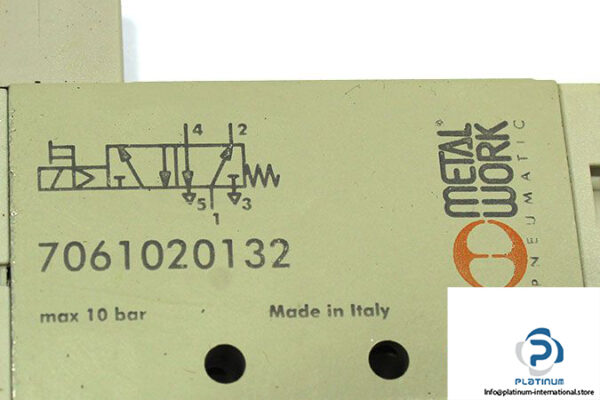 4 2
5 3
1
7061020132
max 10 bar
Made in Italy
METAL
WORK
PNEUMATIC
PLATINUM
Info@platinum-international.store